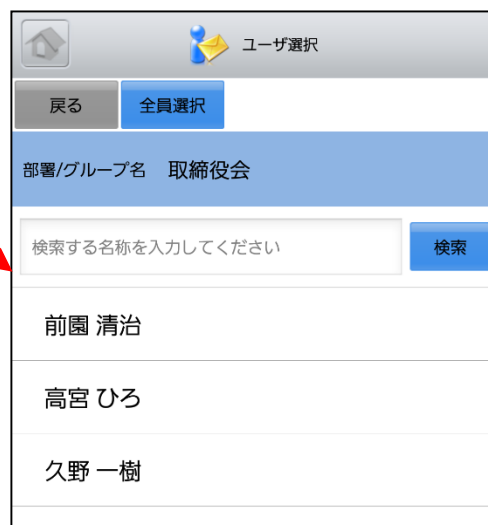 ユーザ選択
戻る 全員選択
部署/グループ名 取締役会
検索する名称を入力してください 検索
前園 清治
高宮 ひろ
久野 一樹